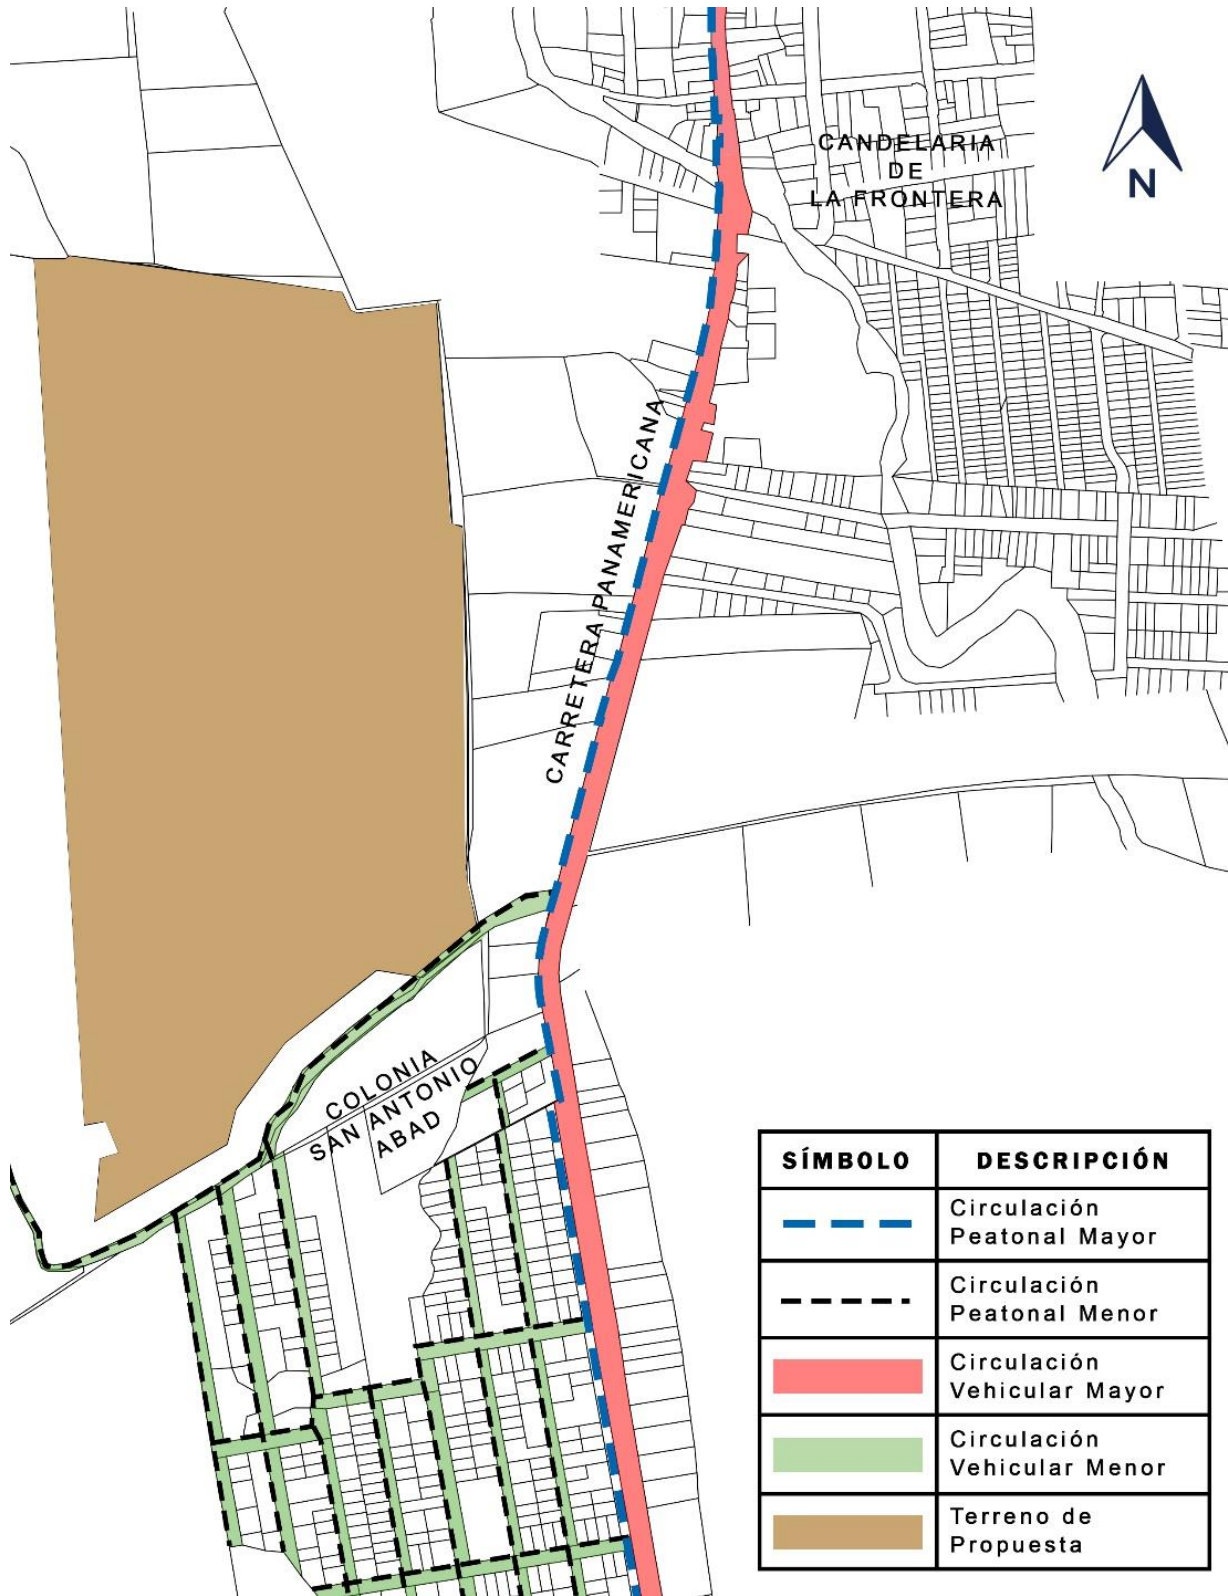 CANDELARIA
DE
LA FRONTERA
N
CARRETERA PANAMERICANA
COLONIA
SAN ANTONIO
ABAD
SÍMBOLO DESCRIPCIÓN
Circulación
Peatonal Mayor
Circulación
Peatonal Menor
Circulación
Vehicular Mayor
Circulación
Vehicular Menor
Terreno de
Propuesta